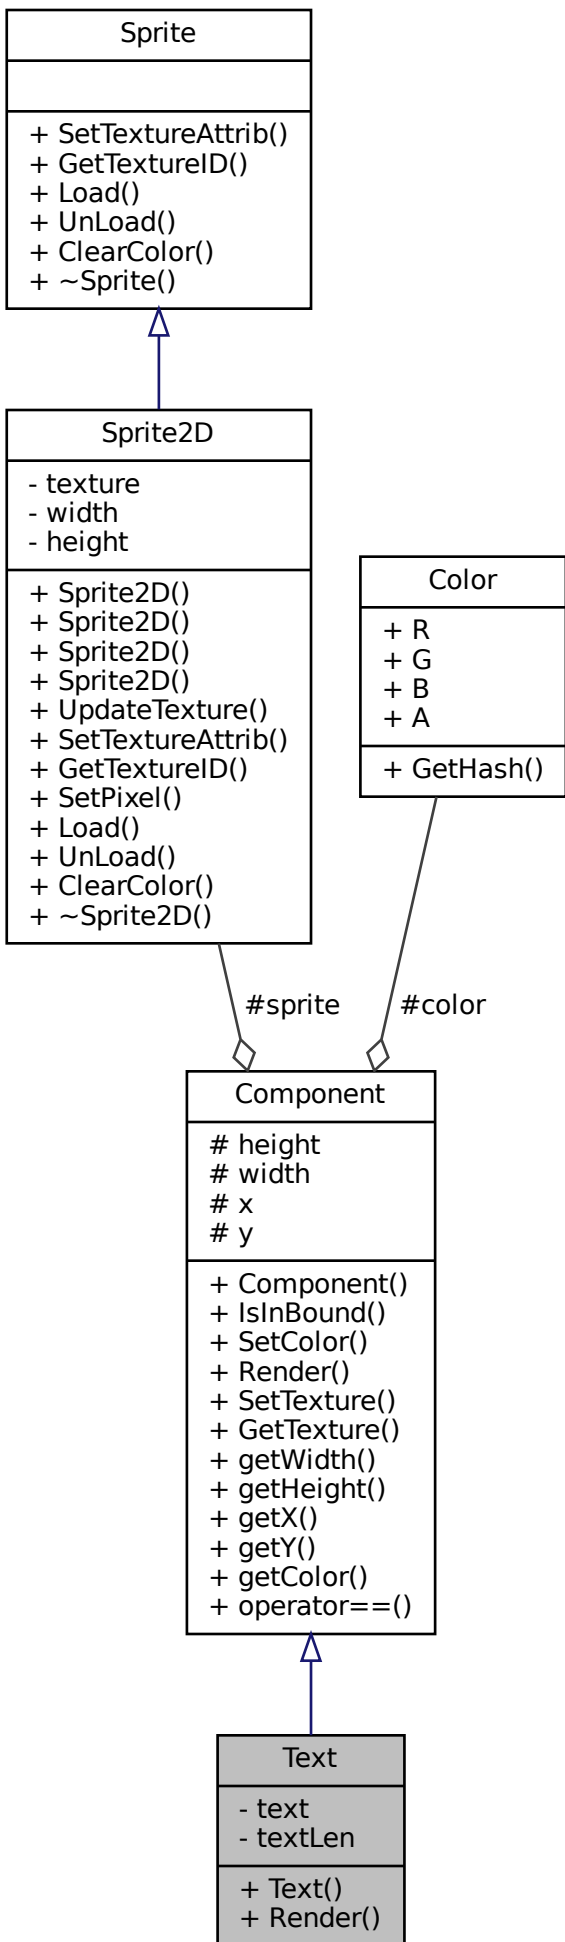 Sprite
+ SetTextureAttrib()
+ GetTextureID()
+ Load()
+ UnLoad()
+ ClearColor()
+ ~Sprite()
Sprite2D
- texture
- width
- height
+ Sprite2D()
+ Sprite2D()
+ Sprite2D()
+ Sprite2D()
+ UpdateTexture()
+ SetTextureAttrib()
+ GetTextureID()
+ SetPixel()
+ Load()
+ UnLoad()
+ ClearColor()
+ ~Sprite2D()
Color
+ R
+ G
+ B
+ A
+ GetHash()
#sprite
#color
Component
# height
# width
# x
# y
+ Component()
+ IsInBound()
+ SetColor()
+ Render()
+ SetTexture()
+ GetTexture()
+ getWidth()
+ getHeight()
+ getX()
+ getY()
+ getColor()
+ operator==()
Text
- text
- textLen
+ Text()
+ Render()